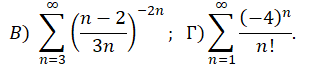 В) ∑_{n=3}^{∞} ((n − 2)/(3n))^{−2n} ; Г) ∑_{n=1}^{∞} (−4)^n / n!.